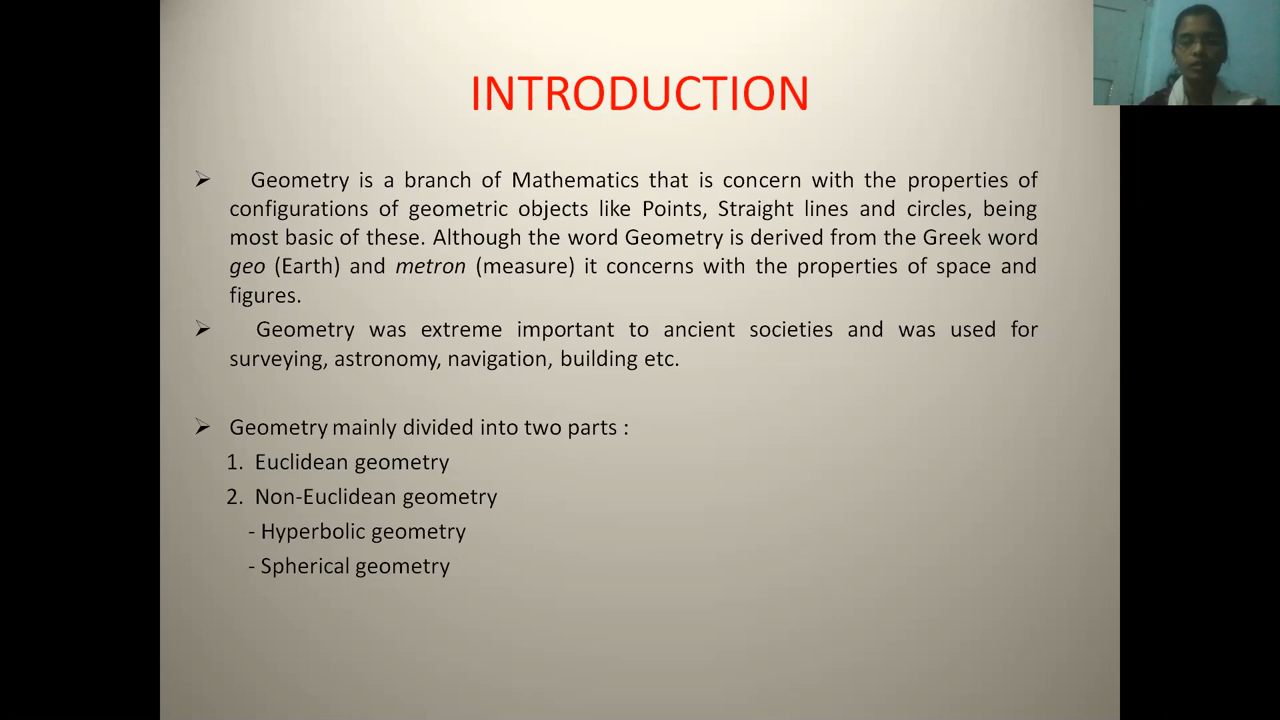 INTRODUCTION
➢ Geometry is a branch of Mathematics that is concern with the properties of
configurations of geometric objects like Points, Straight lines and circles, being
most basic of these. Although the word Geometry is derived from the Greek word
geo (Earth) and metron (measure) it concerns with the properties of space and
figures.
➢ Geometry was extreme important to ancient societies and was used for
surveying, astronomy, navigation, building etc.
➢ Geometry mainly divided into two parts :
1. Euclidean geometry
2. Non-Euclidean geometry
- Hyperbolic geometry
- Spherical geometry